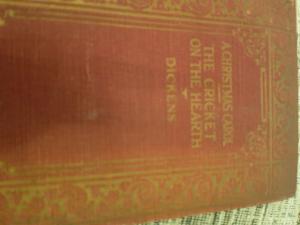 A CHRISTMAS CAROL
THE CRICKET
ON THE HEARTH
DICKENS